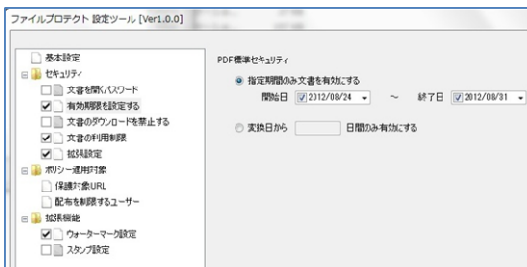 ファイルプロテクト 設定ツール [Ver1.0.0]
基本設定
セキュリティ
文書を開くパスワード
有効期限を設定する
文書のダウンロードを禁止する
文書の利用制限
拡張設定
ポリシー適用対象
保護対象URL
配布を制限するユーザー
拡張機能
ウォーターマーク設定
スタンプ設定
PDF標準セキュリティ
指定期間のみ文書を有効にする
開始日 2012/08/24 ~ 終了日 2012/08/31
変換日から 日間のみ有効にする